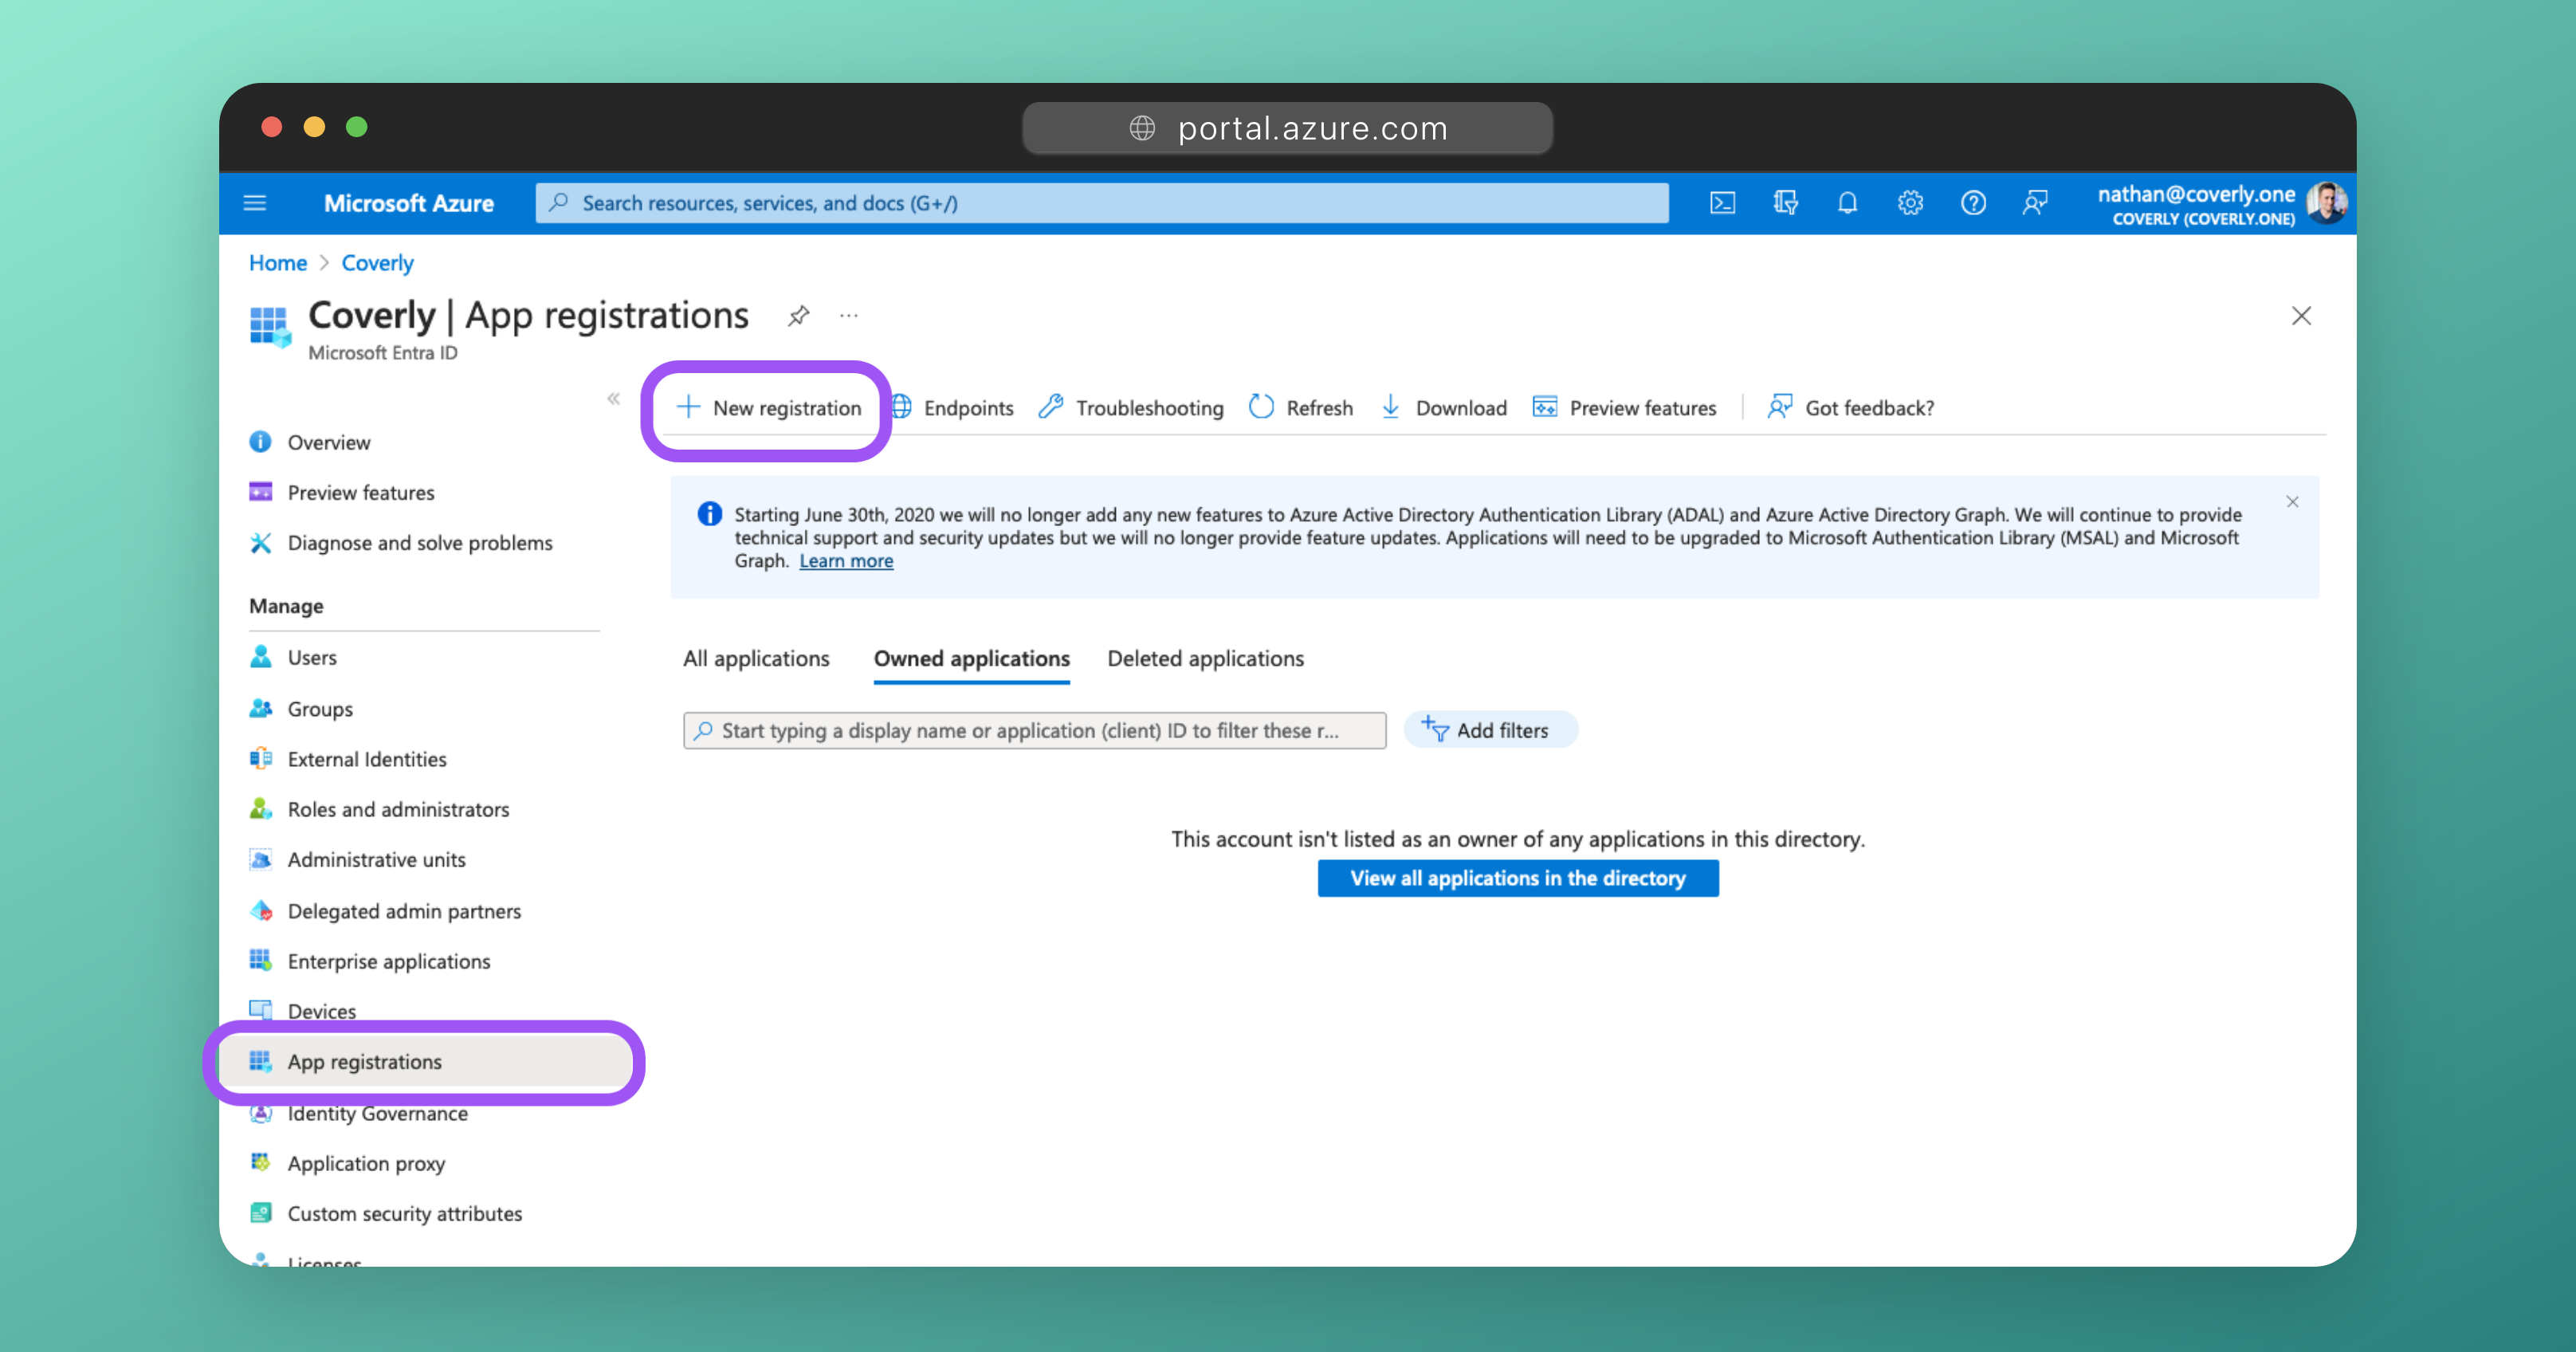 portal.azure.com
Microsoft Azure
Search resources, services, and docs (G+/)
nathan@coverly.one
COVERLY (COVERLY.ONE)
Home > Coverly
Coverly | App registrations
...
Microsoft Entra ID
«
New registration
Endpoints
Troubleshooting
Refresh
Download
Preview features
Got feedback?
Overview
Preview features
Diagnose and solve problems
Manage
Users
Groups
External Identities
Roles and administrators
Administrative units
Delegated admin partners
Enterprise applications
Devices
App registrations
Identity Governance
Application proxy
Custom security attributes
Licenses
Starting June 30th, 2020 we will no longer add any new features to Azure Active Directory Authentication Library (ADAL) and Azure Active Directory Graph. We will continue to provide
technical support and security updates but we will no longer provide feature updates. Applications will need to be upgraded to Microsoft Authentication Library (MSAL) and Microsoft
Graph. Learn more
All applications
Owned applications
Deleted applications
Start typing a display name or application (client) ID to filter these r...
Add filters
This account isn't listed as an owner of any applications in this directory.
View all applications in the directory